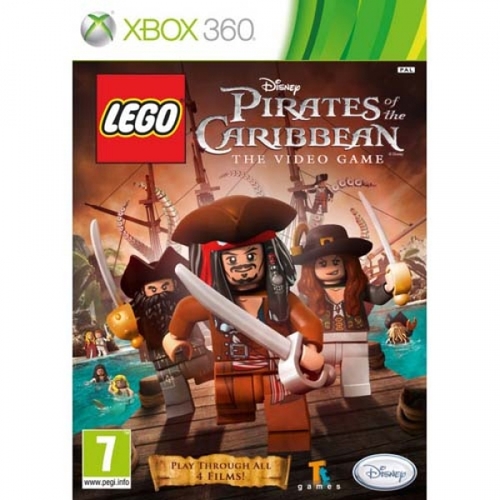 XBOX 360
PAL
LEGO
Disney
PIRATES of the
CARIBBEAN
THE VIDEO GAME
7
www.pegi.info
PLAY THROUGH ALL
4 FILMS!
TT
games
Disney